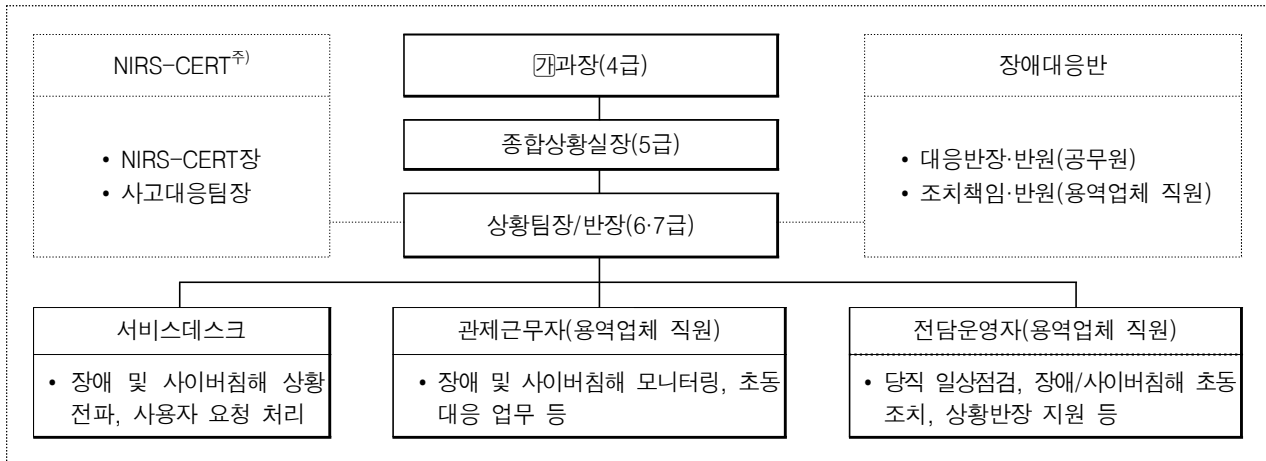 NIRS-CERT주)
• NIRS-CERT장
• 사고대응팀장
가과장(4급)
종합상황실장(5급)
상황팀장/반장(6·7급)
장애대응반
• 대응반장·반원(공무원)
• 조치책임·반원(용역업체 직원)
서비스데스크
• 장애 및 사이버침해 상황
전파, 사용자 요청 처리
관제근무자(용역업체 직원)
• 장애 및 사이버침해 모니터링, 초동
대응 업무 등
전담운영자(용역업체 직원)
• 당직 일상점검, 장애/사이버침해 초동
조치, 상황반장 지원 등